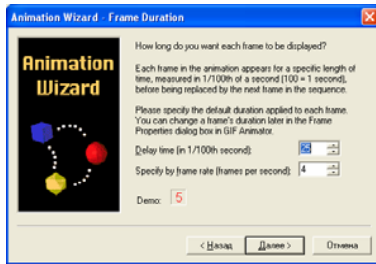 Animation Wizard - Frame Duration
Animation
Wizard
How long do you want each frame to be displayed?
Each frame in the animation appears for a specific length of
time, measured in 1/100th of a second (100 = 1 second),
before being replaced by the next frame in the sequence.
Please specify the default duration applied to each frame.
You can change a frame's duration later in the Frame
Properties dialog box in GIF Animator.
Delay time (in 1/100th second): 25
Specify by frame rate (frames per second): 4
Demo: 5
< Назад Далее > Отмена